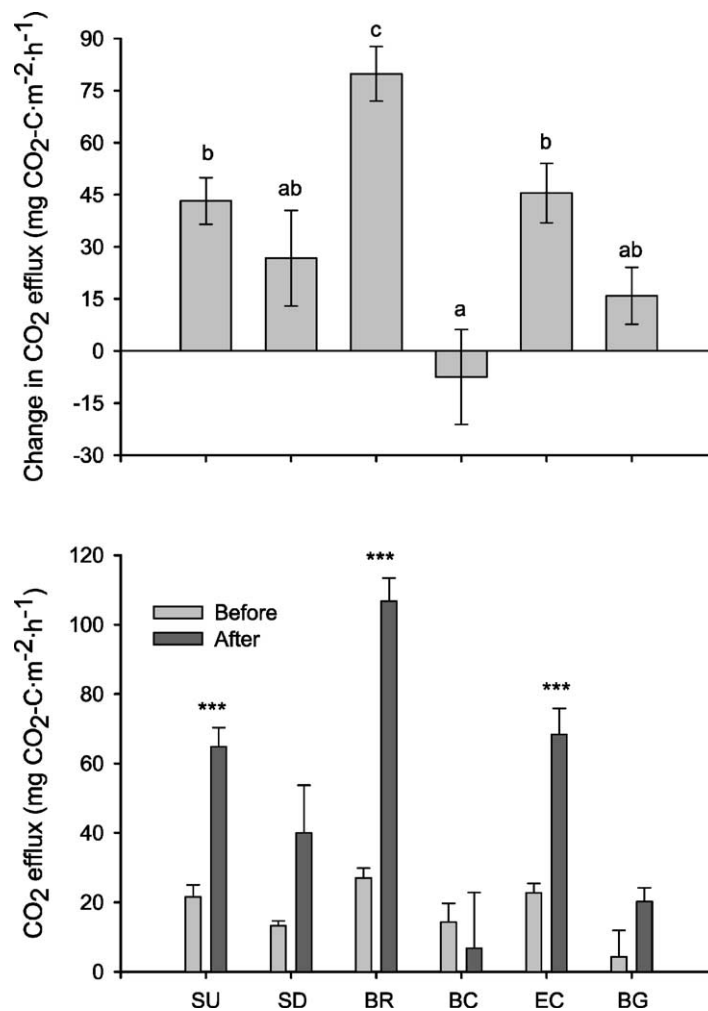 Change in CO₂ efflux (mg CO₂-C·m⁻²·h⁻¹)
90
75
60
45
30
15
0
-15
-30
b
ab
c
a
b
ab
CO₂ efflux (mg CO₂-C·m⁻²·h⁻¹)
120
100
80
60
40
20
0
Before
After
***
***
***
SU SD BR BC EC BG